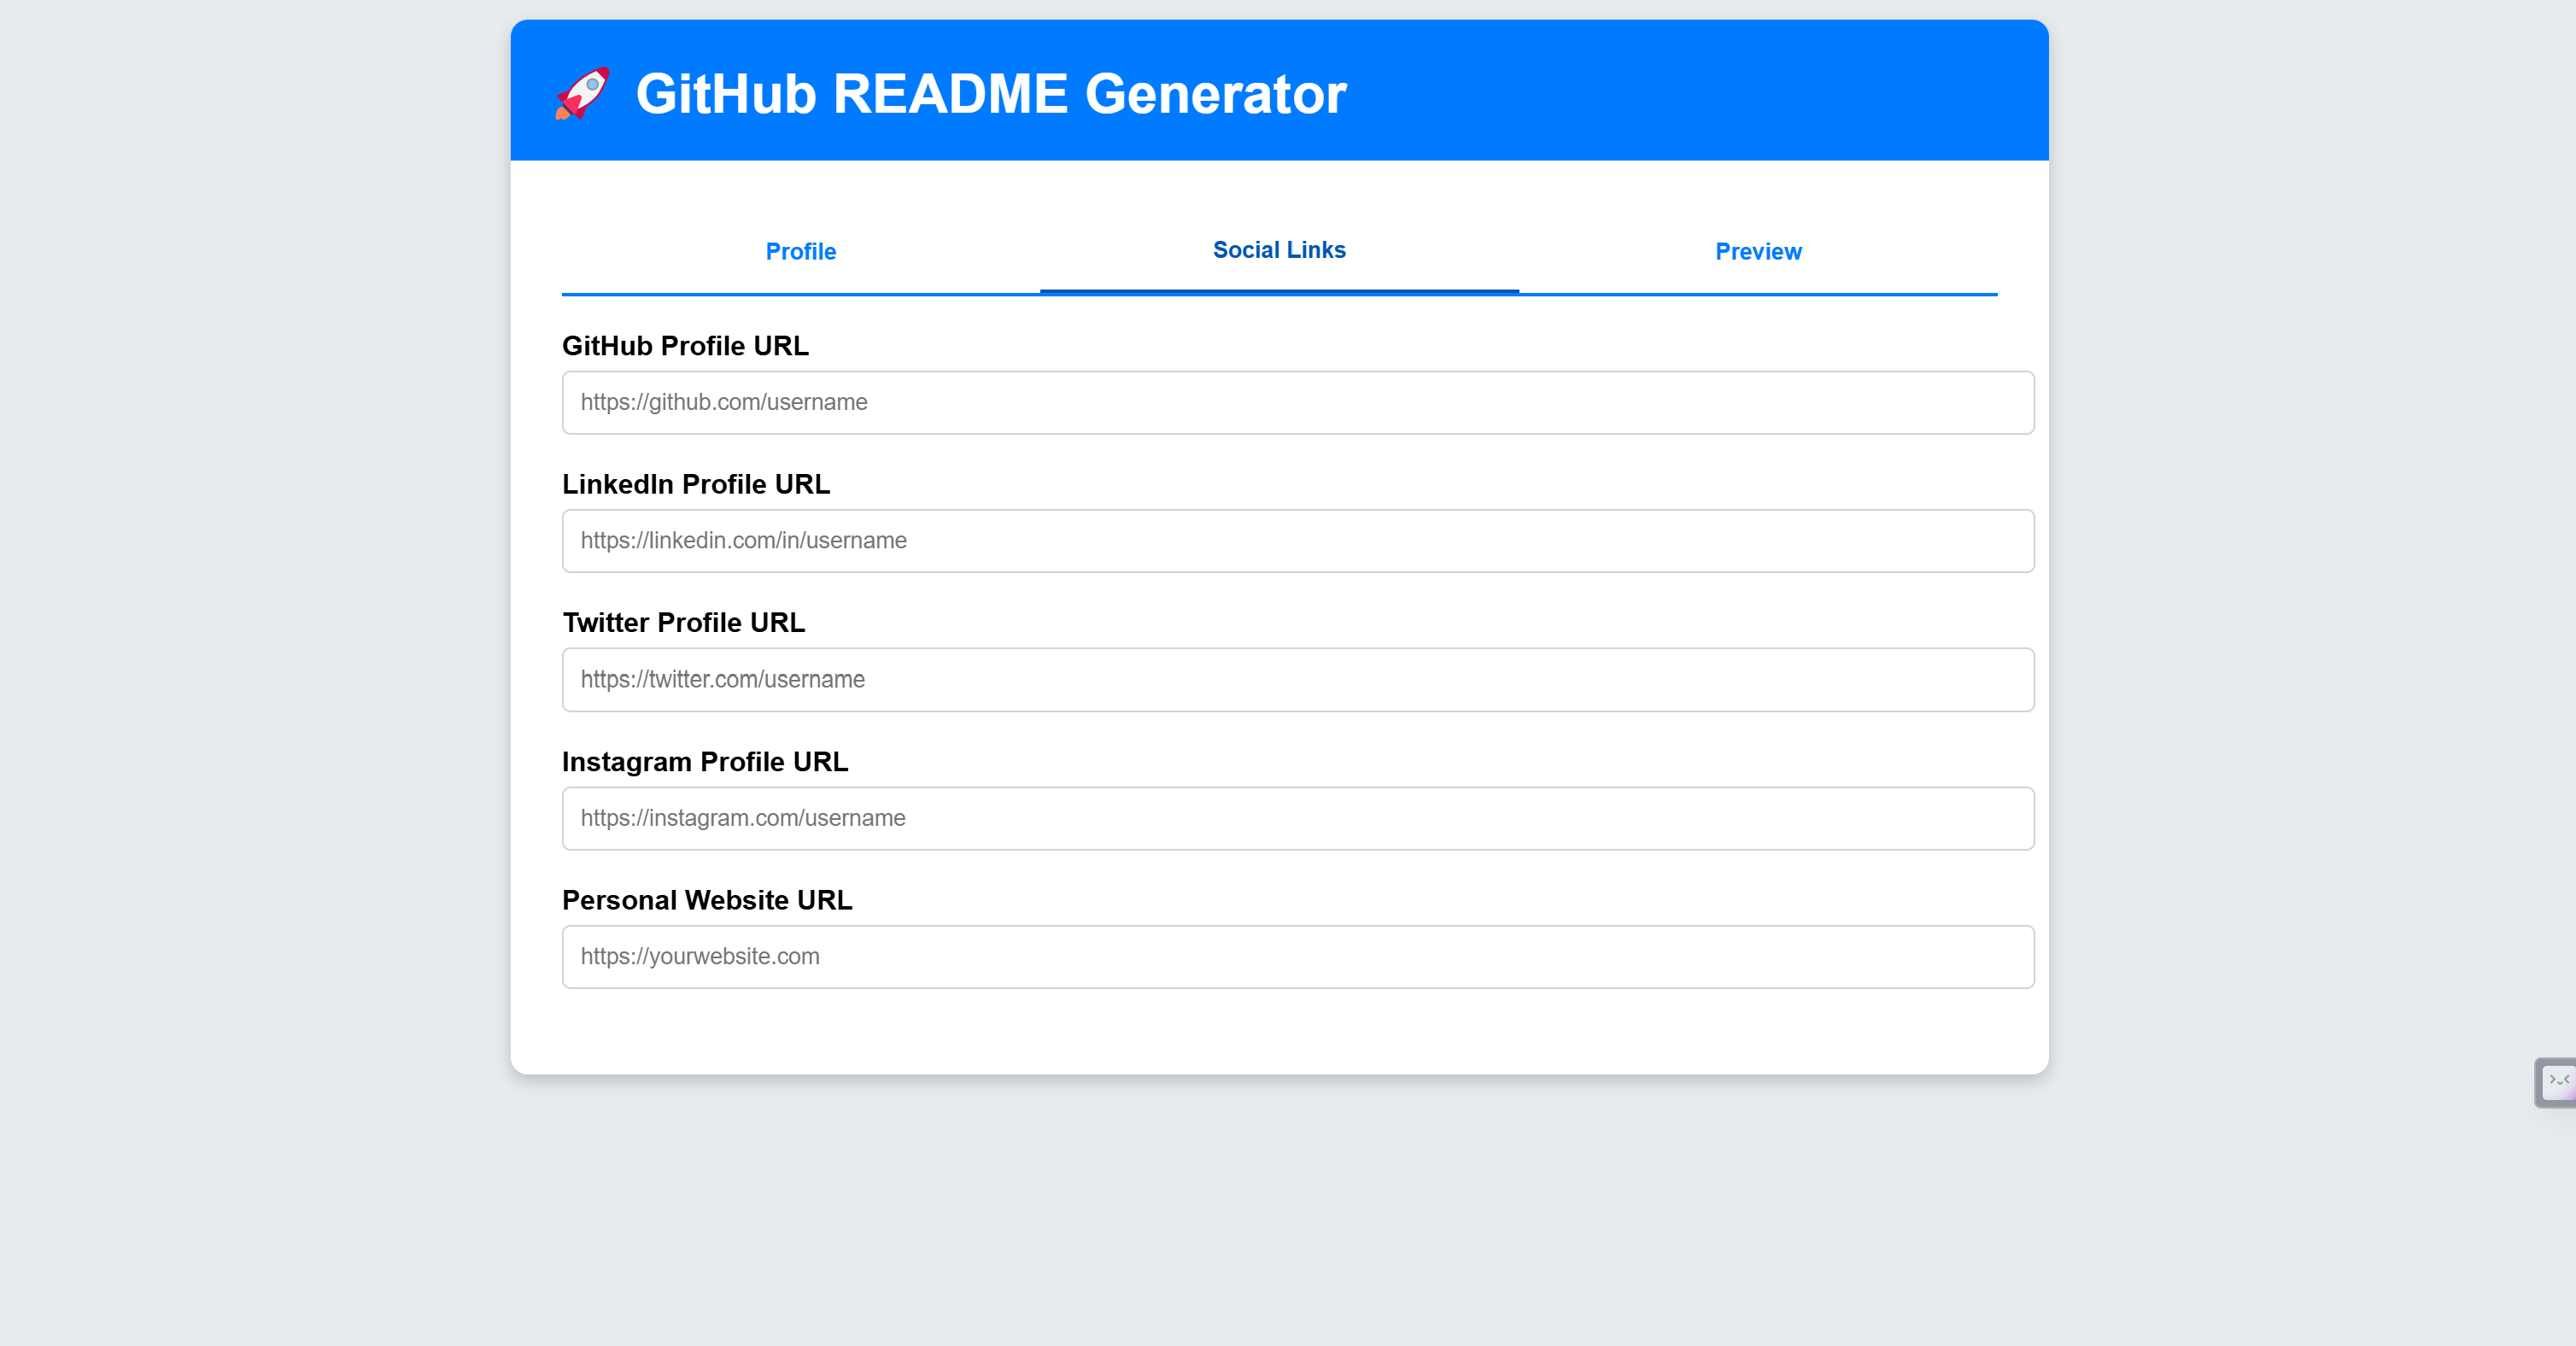 🚀 GitHub README Generator
Profile
Social Links
Preview
GitHub Profile URL
https://github.com/username
LinkedIn Profile URL
https://linkedin.com/in/username
Twitter Profile URL
https://twitter.com/username
Instagram Profile URL
https://instagram.com/username
Personal Website URL
https://yourwebsite.com